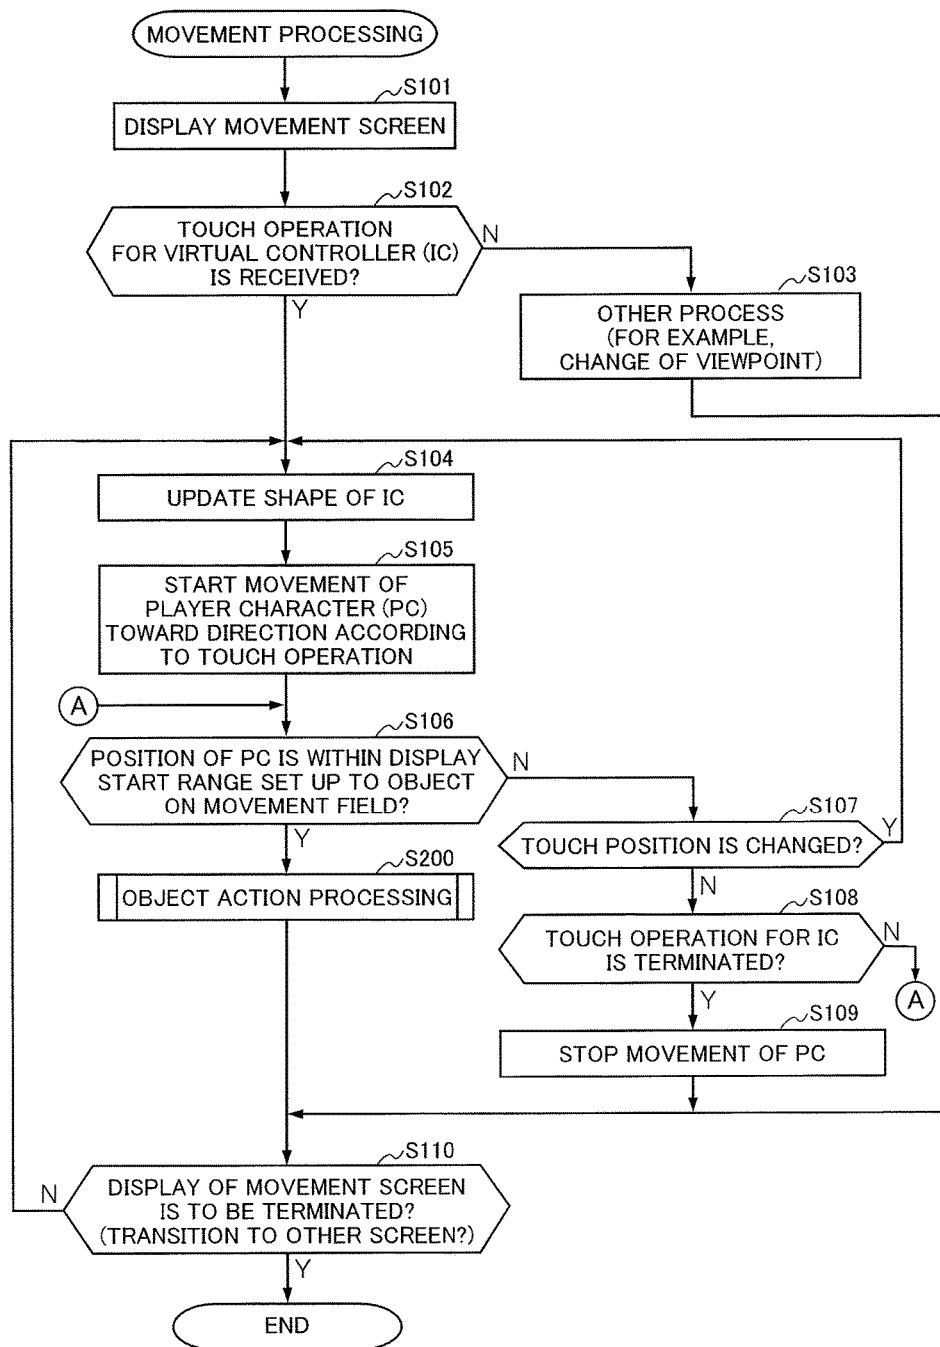 MOVEMENT PROCESSING
S101
DISPLAY MOVEMENT SCREEN
S102
TOUCH OPERATION
FOR VIRTUAL CONTROLLER (IC)
IS RECEIVED?
N
Y
S103
OTHER PROCESS
(FOR EXAMPLE,
CHANGE OF VIEWPOINT)
S104
UPDATE SHAPE OF IC
S105
START MOVEMENT OF
PLAYER CHARACTER (PC)
TOWARD DIRECTION ACCORDING
TO TOUCH OPERATION
A
S106
POSITION OF PC IS WITHIN DISPLAY
START RANGE SET UP TO OBJECT
ON MOVEMENT FIELD?
N
Y
S107
TOUCH POSITION IS CHANGED?
Y
N
S200
OBJECT ACTION PROCESSING
S108
TOUCH OPERATION FOR IC
IS TERMINATED?
N
A
Y
S109
STOP MOVEMENT OF PC
S110
DISPLAY OF MOVEMENT SCREEN
IS TO BE TERMINATED?
(TRANSITION TO OTHER SCREEN?)
N
Y
END